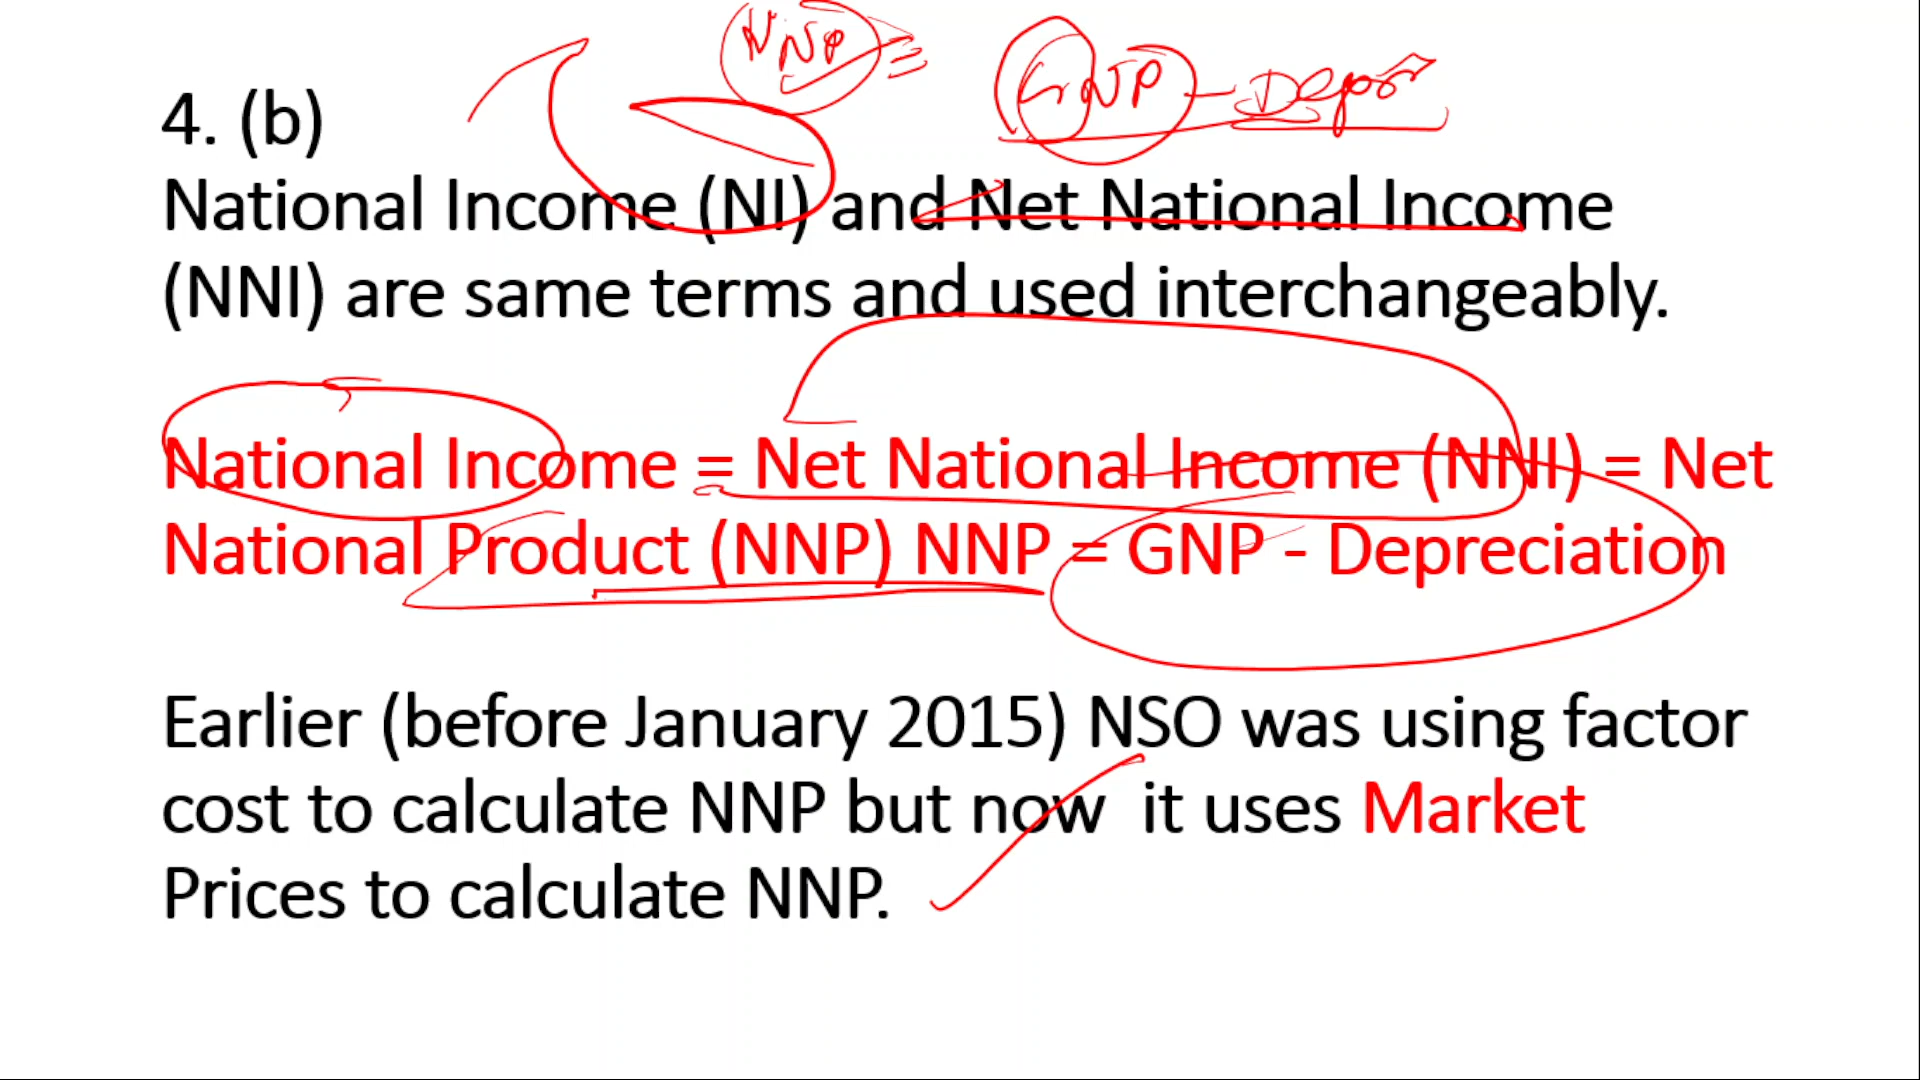 NNP = GNP - Depr
4. (b)
National Income (NI) and Net National Income
(NNI) are same terms and used interchangeably.
National Income = Net National Income (NNI) = Net
National Product (NNP) NNP = GNP - Depreciation
Earlier (before January 2015) NSO was using factor
cost to calculate NNP but now it uses Market
Prices to calculate NNP.